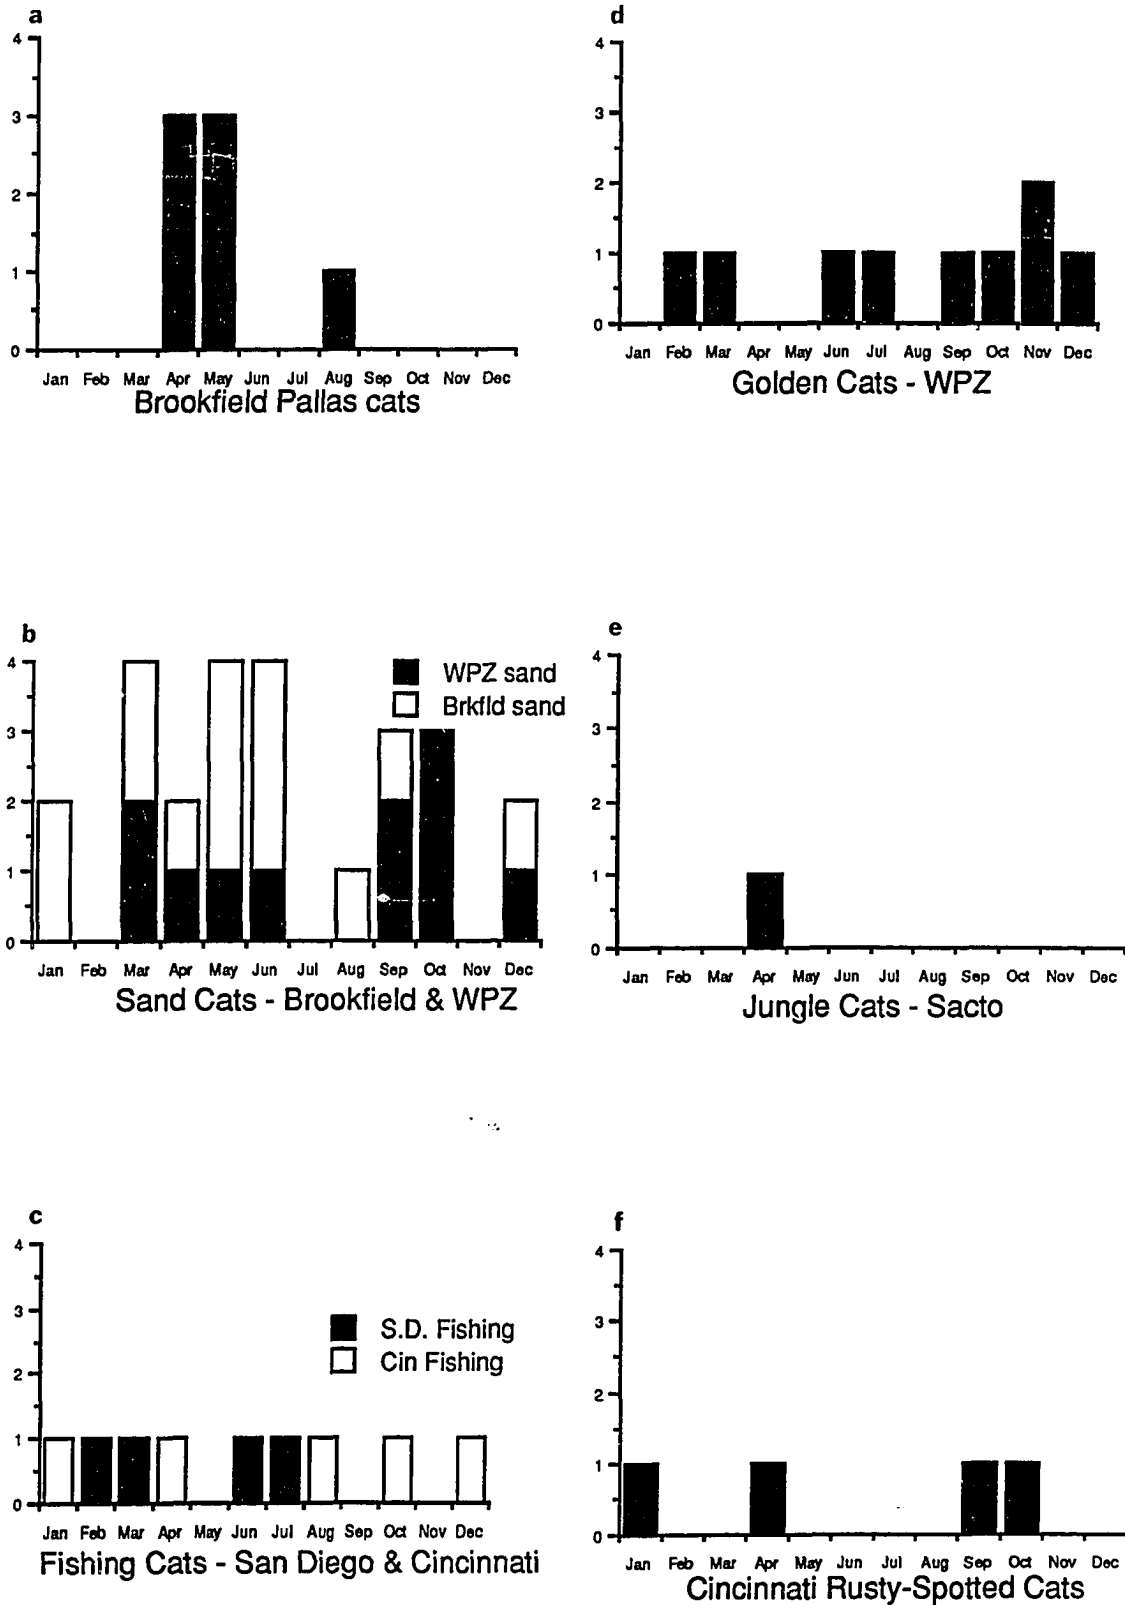 a
4
3
2
1
0
Jan Feb Mar Apr May Jun Jul Aug Sep Oct Nov Dec
Brookfield Pallas cats
d
4
3
2
1
0
Jan Feb Mar Apr May Jun Jul Aug Sep Oct Nov Dec
Golden Cats - WPZ
b
4
3
2
1
0
WPZ sand
Brkfld sand
Jan Feb Mar Apr May Jun Jul Aug Sep Oct Nov Dec
Sand Cats - Brookfield & WPZ
e
4
3
2
1
0
Jan Feb Mar Apr May Jun Jul Aug Sep Oct Nov Dec
Jungle Cats - Sacto
c
4
3
2
1
0
S.D. Fishing
Cin Fishing
Jan Feb Mar Apr May Jun Jul Aug Sep Oct Nov Dec
Fishing Cats - San Diego & Cincinnati
f
4
3
2
1
0
Jan Feb Mar Apr May Jun Jul Aug Sep Oct Nov Dec
Cincinnati Rusty-Spotted Cats